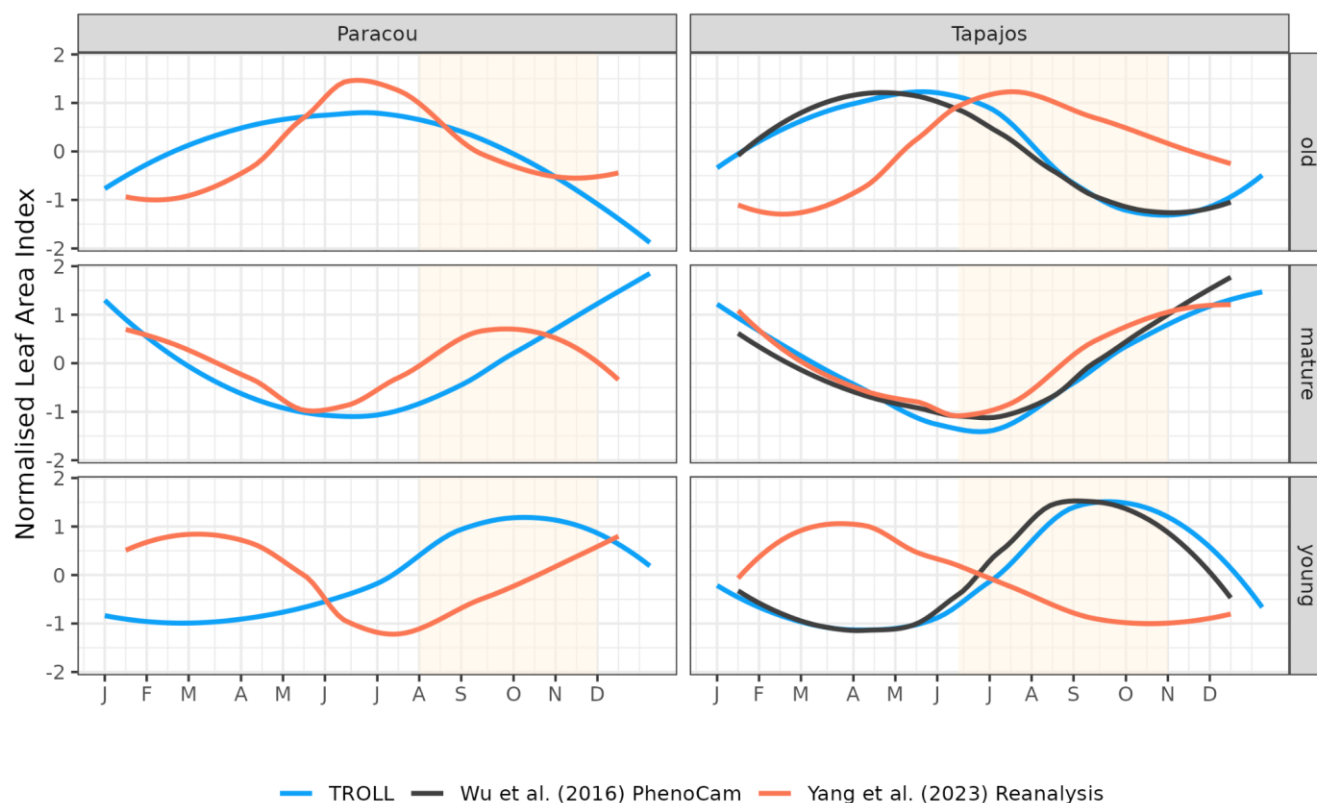 Paracou Tapajos
Normalised Leaf Area Index
2
1
0
-1
-2
old
2
1
0
-1
-2
mature
2
1
0
-1
-2
young
J F M A M J J A S O N D J F M A M J J A S O N D
TROLL Wu et al. (2016) PhenoCam Yang et al. (2023) Reanalysis